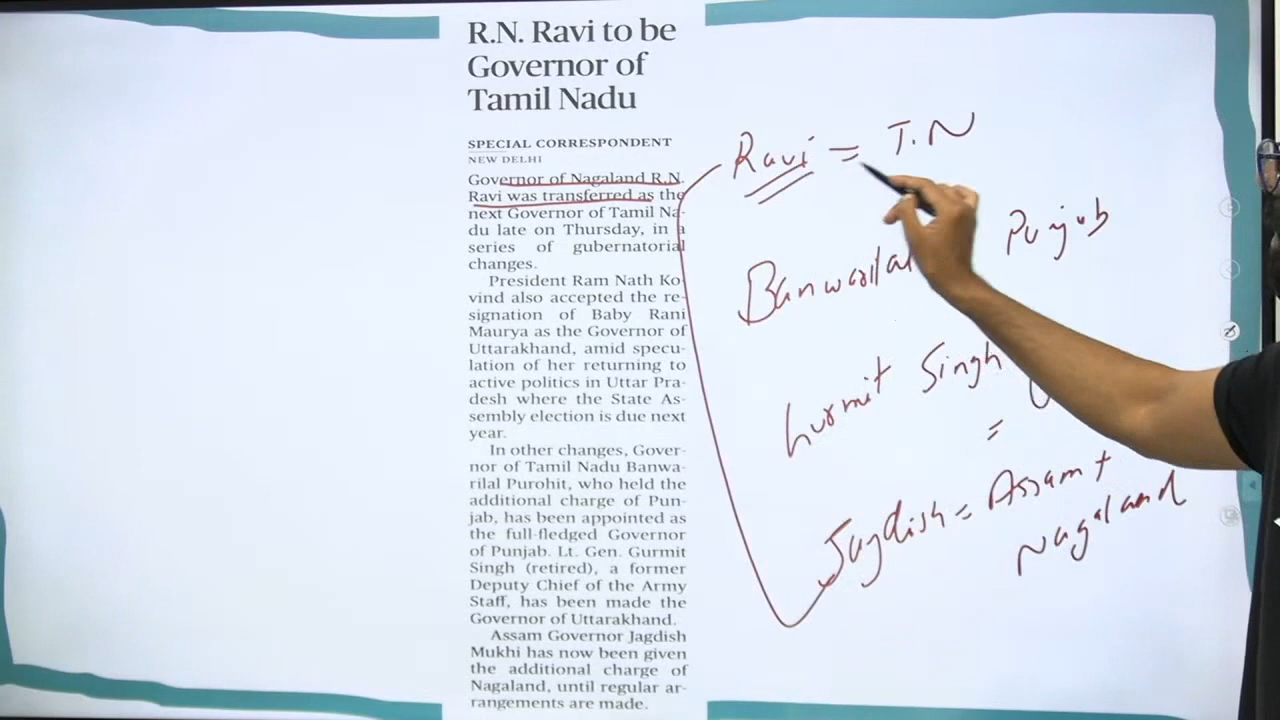 R.N. Ravi to be
Governor of
Tamil Nadu
SPECIAL CORRESPONDENT
NEW DELHI
Governor of Nagaland R.N.
Ravi was transferred as the
next Governor of Tamil Na-
du late on Thursday, in a
series of gubernatorial
changes.
President Ram Nath Ko-
vind also accepted the re-
signation of Baby Rani
Maurya as the Governor of
Uttarakhand, amid specu-
lation of her returning to
active politics in Uttar Pra-
desh where the State As-
sembly election is due next
year.
In other changes, Gover-
nor of Tamil Nadu Banwa-
rilal Purohit, who held the
additional charge of Pun-
jab, has been appointed as
the full-fledged Governor
of Punjab. Lt. Gen. Gurmit
Singh (retired), a former
Deputy Chief of the Army
Staff, has been made the
Governor of Uttarakhand.
Assam Governor Jagdish
Mukhi has now been given
the additional charge of
Nagaland, until regular ar-
rangements are made.
Ravi = T.N
Punjab
Gurmit Singh
=
Jagdish = Assam +
Nagaland